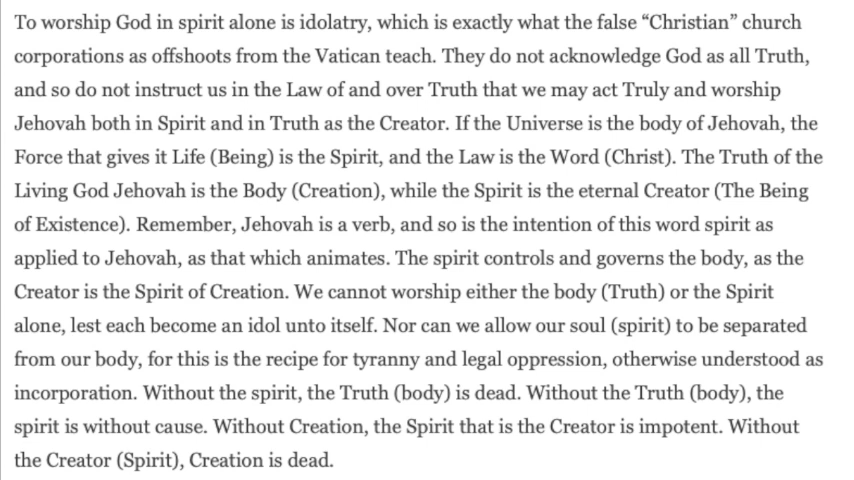 To worship God in spirit alone is idolatry, which is exactly what the false “Christian” church
corporations as offshoots from the Vatican teach. They do not acknowledge God as all Truth,
and so do not instruct us in the Law of and over Truth that we may act Truly and worship
Jehovah both in Spirit and in Truth as the Creator. If the Universe is the body of Jehovah, the
Force that gives it Life (Being) is the Spirit, and the Law is the Word (Christ). The Truth of the
Living God Jehovah is the Body (Creation), while the Spirit is the eternal Creator (The Being
of Existence). Remember, Jehovah is a verb, and so is the intention of this word spirit as
applied to Jehovah, as that which animates. The spirit controls and governs the body, as the
Creator is the Spirit of Creation. We cannot worship either the body (Truth) or the Spirit
alone, lest each become an idol unto itself. Nor can we allow our soul (spirit) to be separated
from our body, for this is the recipe for tyranny and legal oppression, otherwise understood as
incorporation. Without the spirit, the Truth (body) is dead. Without the Truth (body), the
spirit is without cause. Without Creation, the Spirit that is the Creator is impotent. Without
the Creator (Spirit), Creation is dead.